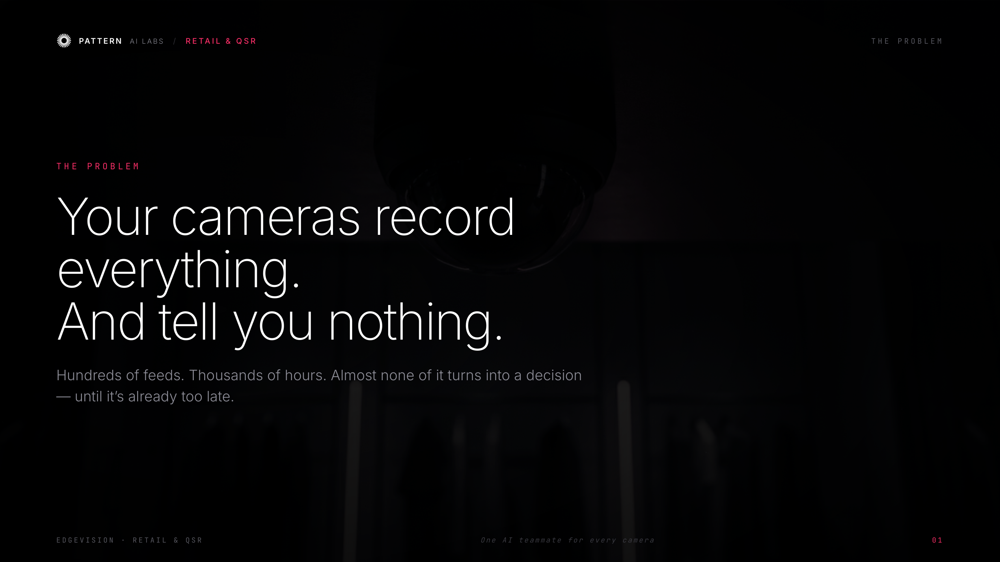 PATTERN AI LABS / RETAIL & QSR
THE PROBLEM
THE PROBLEM
Your cameras record
everything.
And tell you nothing.
Hundreds of feeds. Thousands of hours. Almost none of it turns into a decision
— until it’s already too late.
EDGEVISION · RETAIL & QSR
One AI teammate for every camera
01